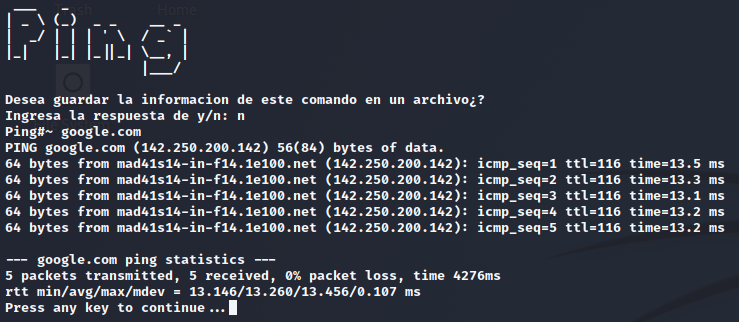 Ping
Desea guardar la informacion de este comando en un archivo¿?
Ingresa la respuesta de y/n: n
Ping#~ google.com
PING google.com (142.250.200.142) 56(84) bytes of data.
64 bytes from mad41s14-in-f14.1e100.net (142.250.200.142): icmp_seq=1 ttl=116 time=13.5 ms
64 bytes from mad41s14-in-f14.1e100.net (142.250.200.142): icmp_seq=2 ttl=116 time=13.3 ms
64 bytes from mad41s14-in-f14.1e100.net (142.250.200.142): icmp_seq=3 ttl=116 time=13.1 ms
64 bytes from mad41s14-in-f14.1e100.net (142.250.200.142): icmp_seq=4 ttl=116 time=13.2 ms
64 bytes from mad41s14-in-f14.1e100.net (142.250.200.142): icmp_seq=5 ttl=116 time=13.2 ms
--- google.com ping statistics ---
5 packets transmitted, 5 received, 0% packet loss, time 4276ms
rtt min/avg/max/mdev = 13.146/13.260/13.456/0.107 ms
Press any key to continue...